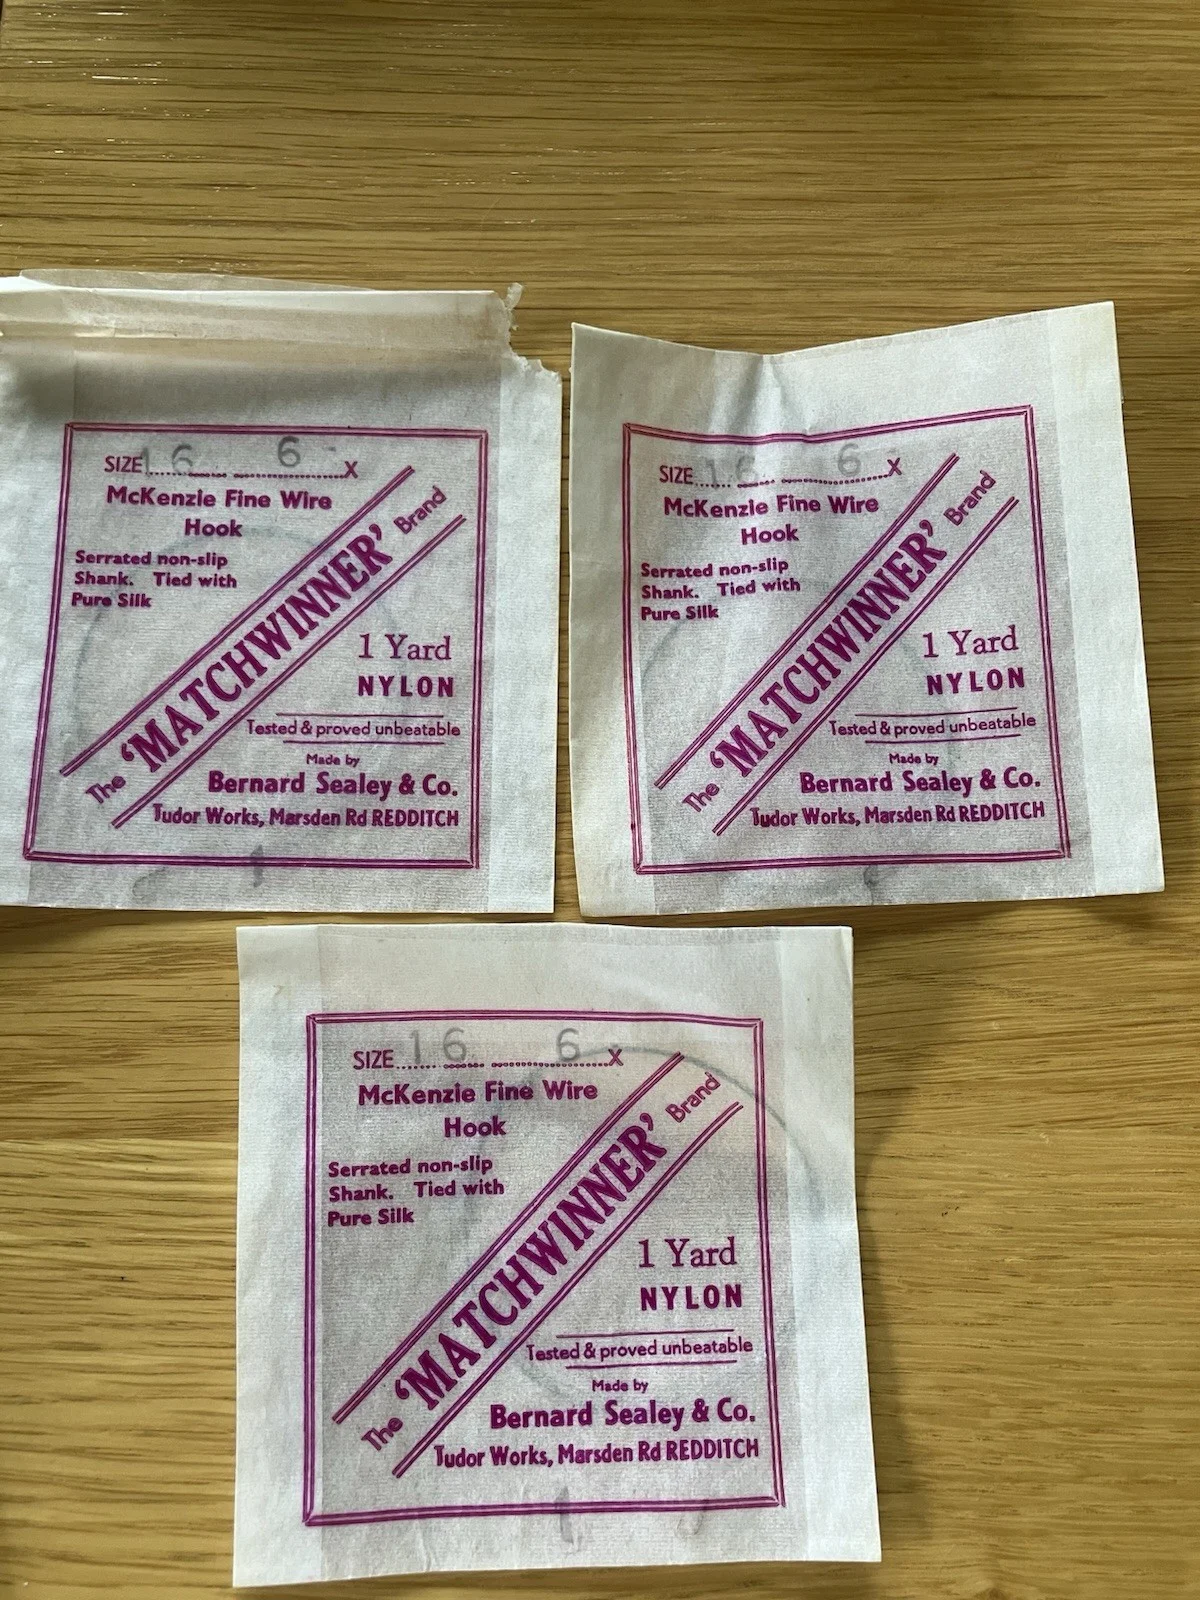 SIZE 16 6 X
McKenzie Fine Wire
Hook
Serrated non-slip
Shank. Tied with
Pure Silk
The 'MATCHWINNER' Brand
1 Yard
NYLON
Tested & proved unbeatable
Made by
Bernard Sealey & Co.
Tudor Works, Marsden Rd REDDITCH
SIZE 16 6 X
McKenzie Fine Wire
Hook
Serrated non-slip
Shank. Tied with
Pure Silk
The 'MATCHWINNER' Brand
1 Yard
NYLON
Tested & proved unbeatable
Made by
Bernard Sealey & Co.
Tudor Works, Marsden Rd REDDITCH
SIZE 16 6 X
McKenzie Fine Wire
Hook
Serrated non-slip
Shank. Tied with
Pure Silk
The 'MATCHWINNER' Brand
1 Yard
NYLON
Tested & proved unbeatable
Made by
Bernard Sealey & Co.
Tudor Works, Marsden Rd REDDITCH